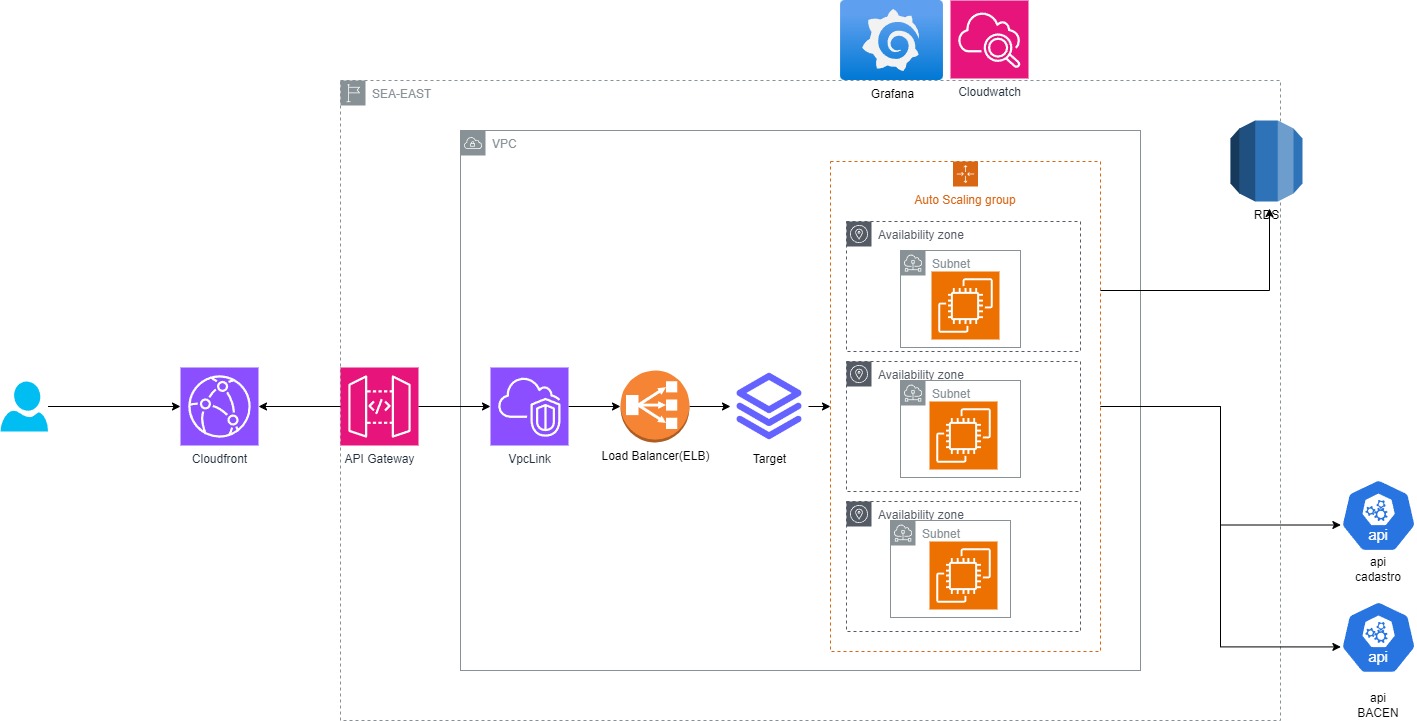 Grafana
Cloudwatch
SEA-EAST
VPC
Auto Scaling group
RDS
Availability zone
Subnet
Availability zone
Subnet
Cloudfront
</>
API Gateway
VpcLink
Load Balancer(ELB)
Target
Availability zone
Subnet
api
api
cadastro
api
api
BACEN